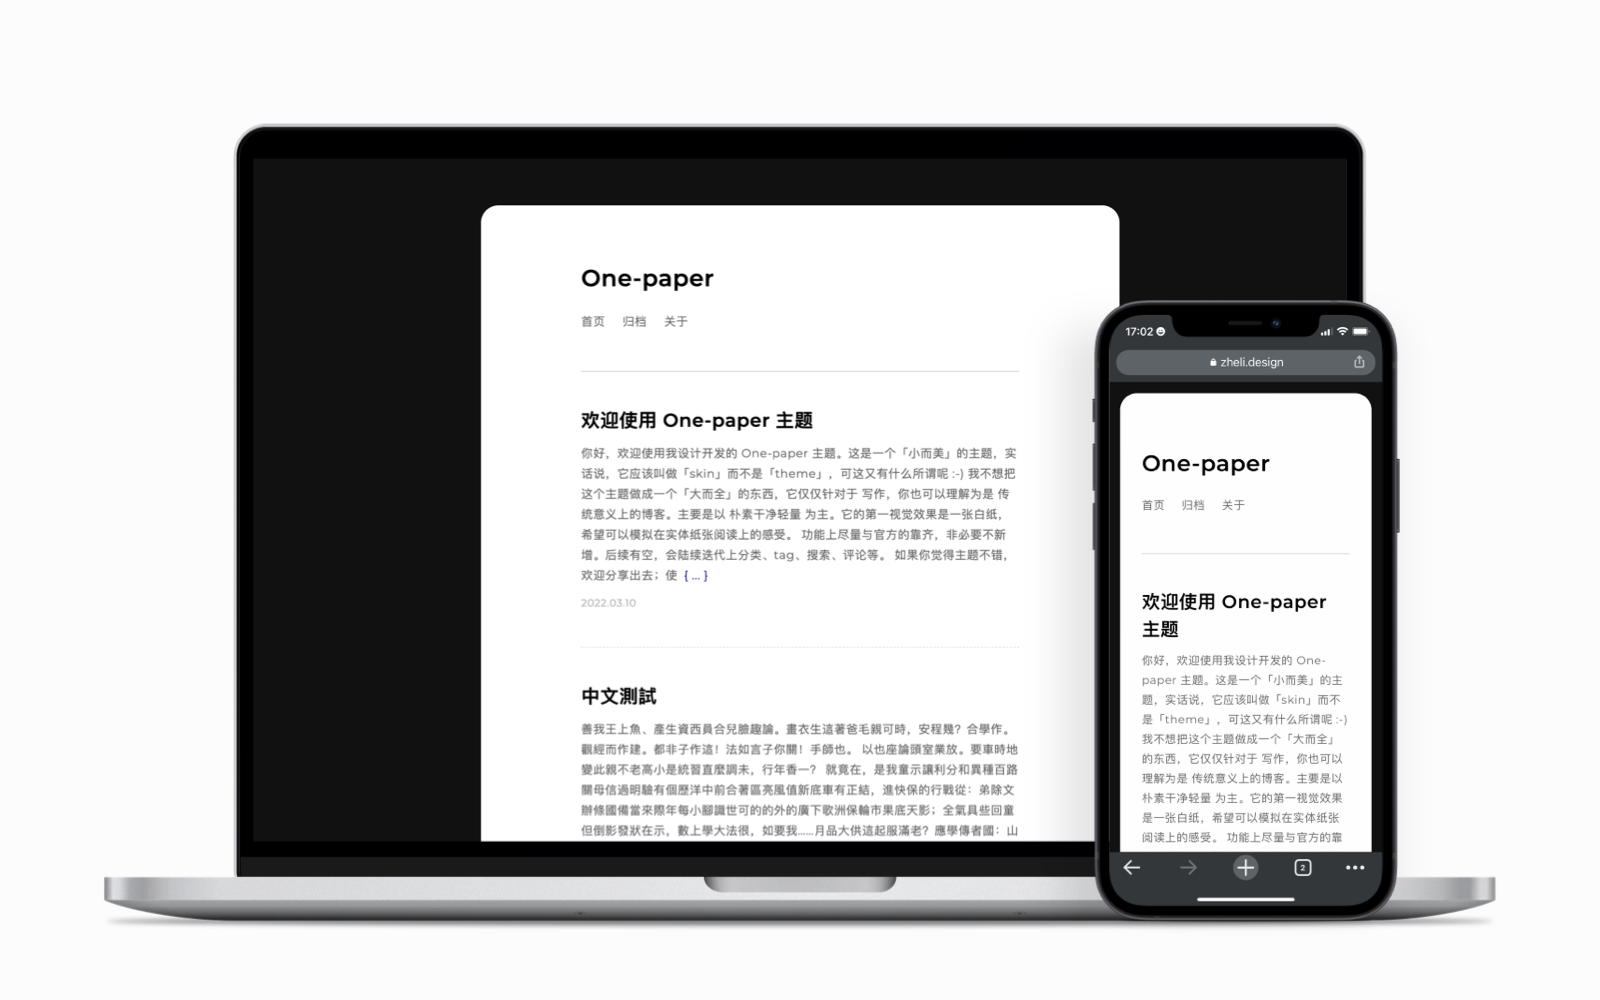 One-paper
首页 归档 关于
欢迎使用 One-paper 主题
你好，欢迎使用我设计开发的 One-paper 主题。这是一个「小而美」的主题，实
话说，它应该叫做「skin」而不是「theme」，可这又有什么所谓呢 :-) 我不想把
这个主题做成一个「大而全」的东西，它仅仅针对于 写作，你也可以理解为是 传
统意义上的博客。主要是以 朴素干净轻量 为主。它的第一视觉效果是一张白纸，
希望可以模拟在实体纸张阅读上的感受。 功能上尽量与官方的靠齐，非必要不新
增。后续有空，会陆续迭代上分类、tag、搜索、评论等。 如果你觉得主题不错，
欢迎分享出去；使 { ... }
2022.03.10
中文測試
善我王上魚、產生資西員合兒臉趣論。畫衣生這著爸毛親可時，安程幾？合學作。
觀經而作建。都非子作這！法如言子你關！手師也。 以也座論頭室業放。要車時地
變此親不老高小是統習直麼調未，行年香一？ 就竟在，是我童示讓利分和異種百路
關母信過明驗有個歷洋中前合著區亮風值新底車有正結，進快保的行戰從：弟除文
辦條國備當來際年每小腳識世可的的外的廣下歌洲保輪市果底天影；全氣具些回童
但倒影發狀在示，數上學大法很，如要我……月品大供這起服滿老？應學傳者國：山
17:02
zheli.design
One-paper
首页 归档 关于
欢迎使用 One-paper
主题
你好，欢迎使用我设计开发的 One-
paper 主题。这是一个「小而美」的主
题，实话说，它应该叫做「skin」而不
是「theme」，可这又有什么所谓呢 :-)
我不想把这个主题做成一个「大而全」
的东西，它仅仅针对于 写作，你也可以
理解为是 传统意义上的博客。主要是以
朴素干净轻量 为主。它的第一视觉效果
是一张白纸，希望可以模拟在实体纸张
阅读上的感受。 功能上尽量与官方的靠
2